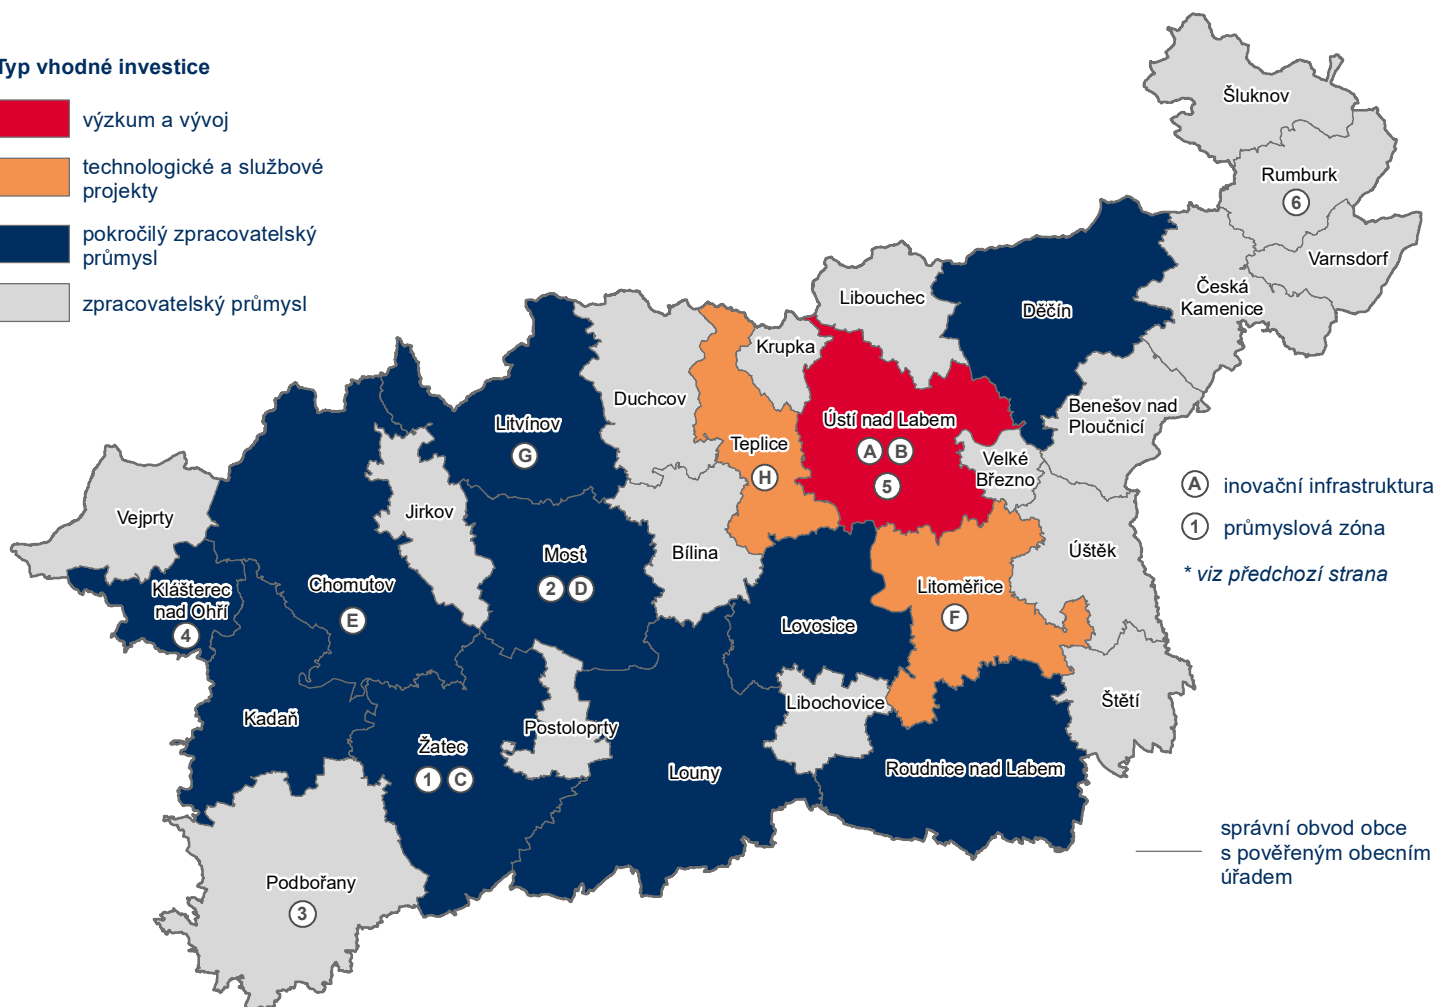 Typ vhodné investice
výzkum a vývoj
technologické a službové
projekty
pokročilý zpracovatelský
průmysl
zpracovatelský průmysl
Šluknov
Rumburk
6
Varnsdorf
Česká
Kamenice
Libouchec
Děčín
Krupka
Benešov nad
Ploučnicí
Duchcov
Litvínov
G
Teplice
H
Ústí nad Labem
A B
5
Velké
Březno
Vejprty
Jirkov
Most
2 D
Bílina
Úštěk
Klášterec
nad Ohří
4
Chomutov
E
Lovosice
Litoměřice
F
Kadaň
Žatec
1 C
Postoloprty
Louny
Libochovice
Roudnice nad Labem
Štětí
Podbořany
3
A inovační infrastruktura
1 průmyslová zóna
* viz předchozí strana
správní obvod obce
s pověřeným obecním
úřadem